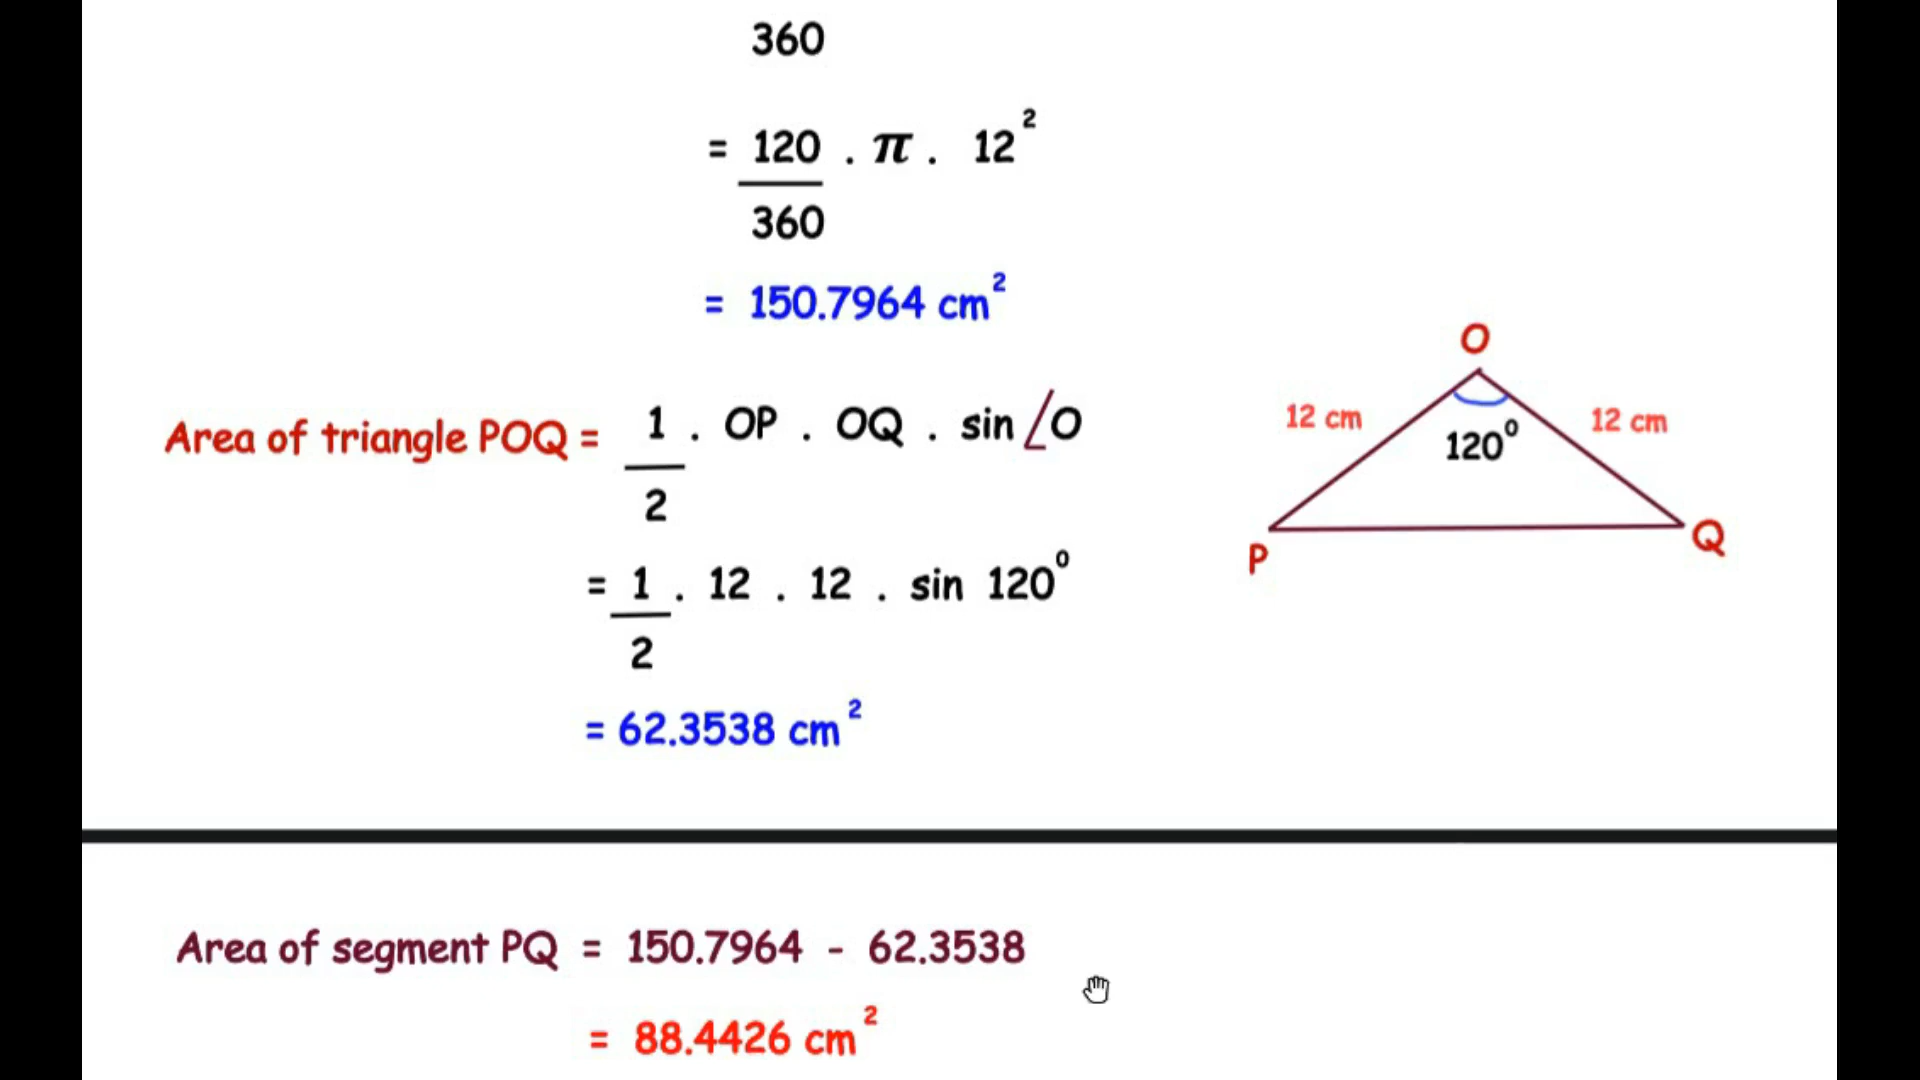 360
= 120 . π . 12²
360
= 150.7964 cm²
Area of triangle POQ = 1 . OP . OQ . sin ∠O
2
= 1 . 12 . 12 . sin 120⁰
2
= 62.3538 cm²
O
12 cm
12 cm
120⁰
P
Q
Area of segment PQ = 150.7964 - 62.3538
= 88.4426 cm²